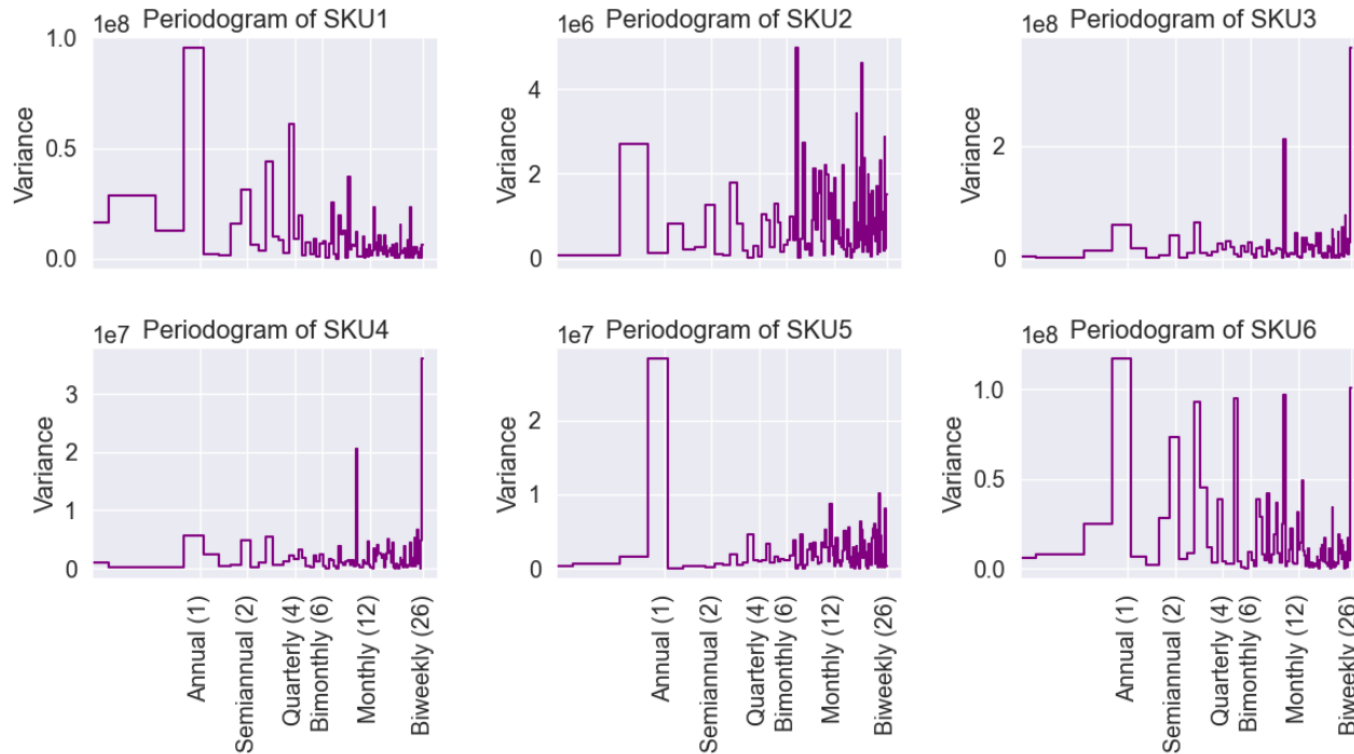 1e8 Periodogram of SKU1
1.0
0.5
0.0
Variance
1e6 Periodogram of SKU2
4
2
0
Variance
1e8 Periodogram of SKU3
2
0
Variance
1e7 Periodogram of SKU4
3
2
1
0
Variance
Annual (1)
Semiannual (2)
Quarterly (4)
Bimonthly (6)
Monthly (12)
Biweekly (26)
1e7 Periodogram of SKU5
2
1
0
Variance
Annual (1)
Semiannual (2)
Quarterly (4)
Bimonthly (6)
Monthly (12)
Biweekly (26)
1e8 Periodogram of SKU6
1.0
0.5
0.0
Variance
Annual (1)
Semiannual (2)
Quarterly (4)
Bimonthly (6)
Monthly (12)
Biweekly (26)